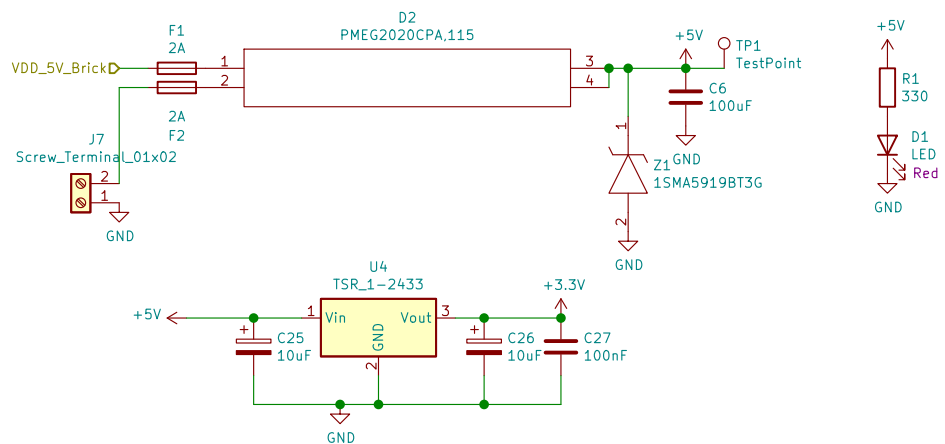 D2
PMEG2020CPA,115
F1
2A
VDD_5V_Brick
1
2
3
4
2A
F2
+5V
TP1
TestPoint
C6
100uF
GND
1
Z1
1SMA5919BT3G
2
GND
J7
Screw_Terminal_01x02
2
1
GND
+5V
R1
330
D1
LED
Red
GND
U4
TSR_1-2433
+5V
1
Vin
Vout
3
GND
2
+
C25
10uF
+
C26
10uF
+3.3V
C27
100nF
GND